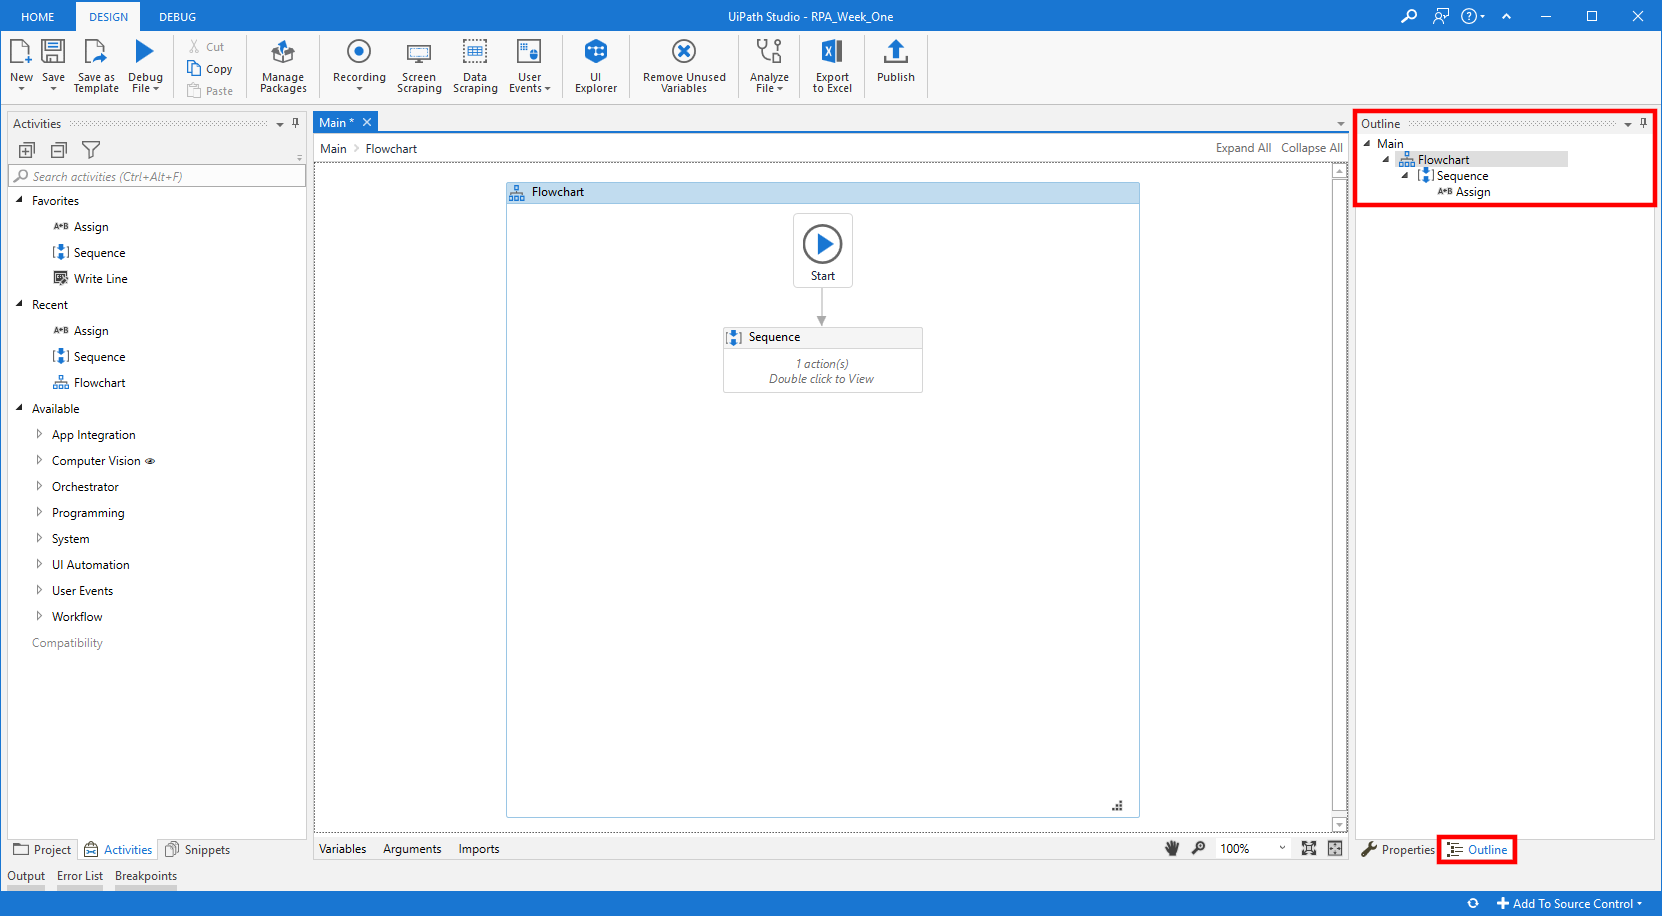 HOME DESIGN DEBUG UiPath Studio - RPA_Week_One
New Save Save as Template Debug File Cut Copy Paste Manage Packages Recording Screen Scraping Data Scraping User Events UI Explorer Remove Unused Variables Analyze File Export to Excel Publish
Activities
Search activities (Ctrl+Alt+F)
Favorites
A+B Assign
Sequence
Write Line
Recent
A+B Assign
Sequence
Flowchart
Available
App Integration
Computer Vision
Orchestrator
Programming
System
UI Automation
User Events
Workflow
Compatibility
Project Activities Snippets
Main *
Main > Flowchart Expand All Collapse All
Flowchart
Start
Sequence
1 action(s)
Double click to View
Variables Arguments Imports 100%
Outline
Main
Flowchart
Sequence
A+B Assign
Properties Outline
Output Error List Breakpoints
Add To Source Control